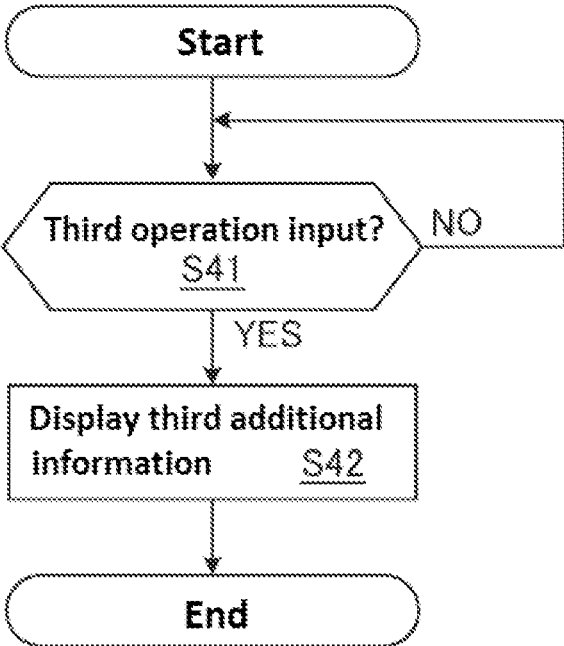 Start
Third operation input?
S41
NO
YES
Display third additional
information S42
End